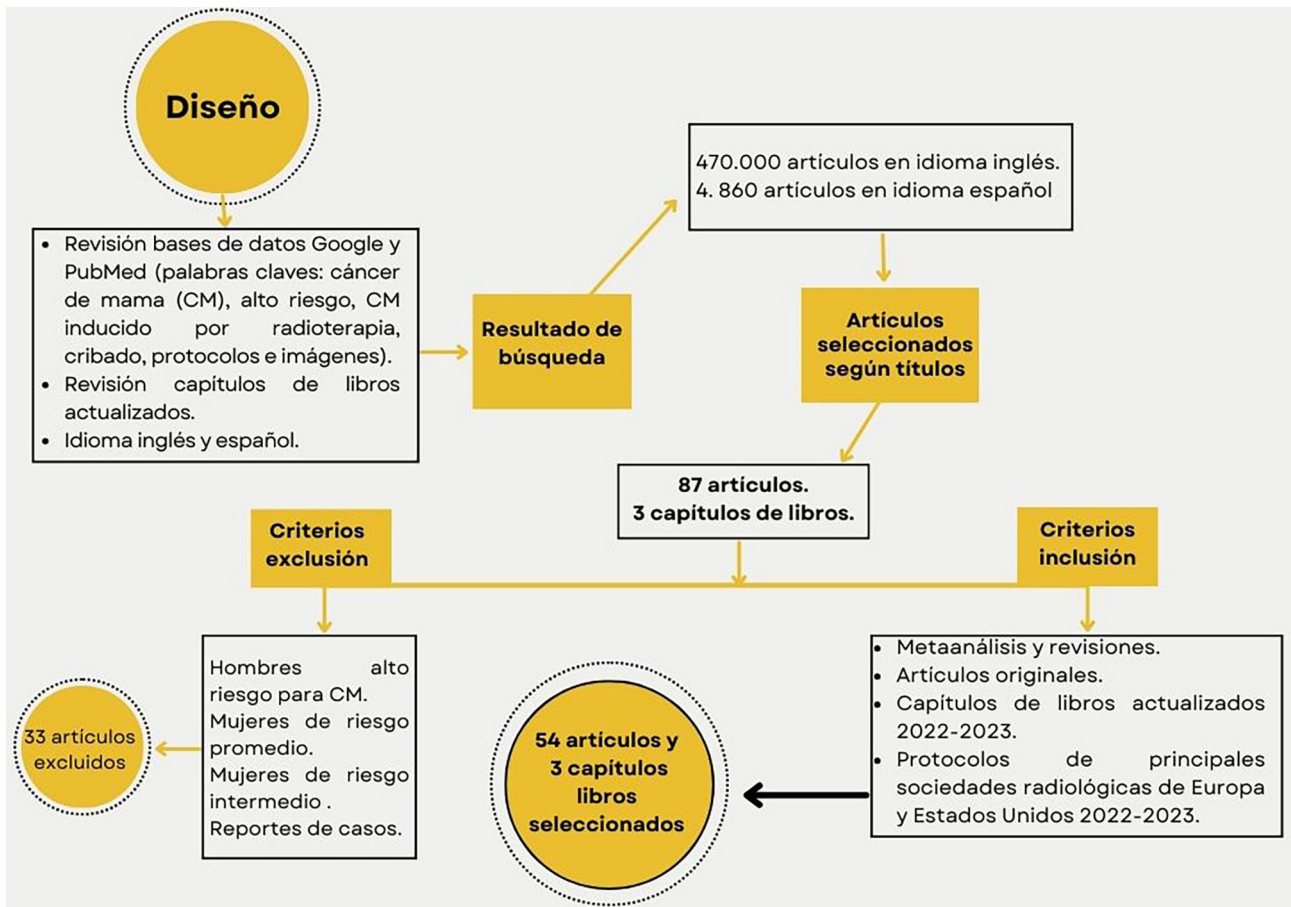 Diseño
• Revisión bases de datos Google y
PubMed (palabras claves: cáncer
de mama (CM), alto riesgo, CM
inducido por radioterapia,
cribado, protocolos e imágenes).
• Revisión capítulos de libros
actualizados.
• Idioma inglés y español.
Resultado de
búsqueda
470.000 artículos en idioma inglés.
4. 860 artículos en idioma español
Artículos
seleccionados
según títulos
87 artículos.
3 capítulos de libros.
Criterios
exclusión
Criterios
inclusión
Hombres alto
riesgo para CM.
Mujeres de riesgo
promedio.
Mujeres de riesgo
intermedio .
Reportes de casos.
33 artículos
excluidos
• Metaanálisis y revisiones.
• Artículos originales.
• Capítulos de libros actualizados
2022-2023.
• Protocolos de principales
sociedades radiológicas de Europa
y Estados Unidos 2022-2023.
54 artículos y
3 capítulos
libros
seleccionados